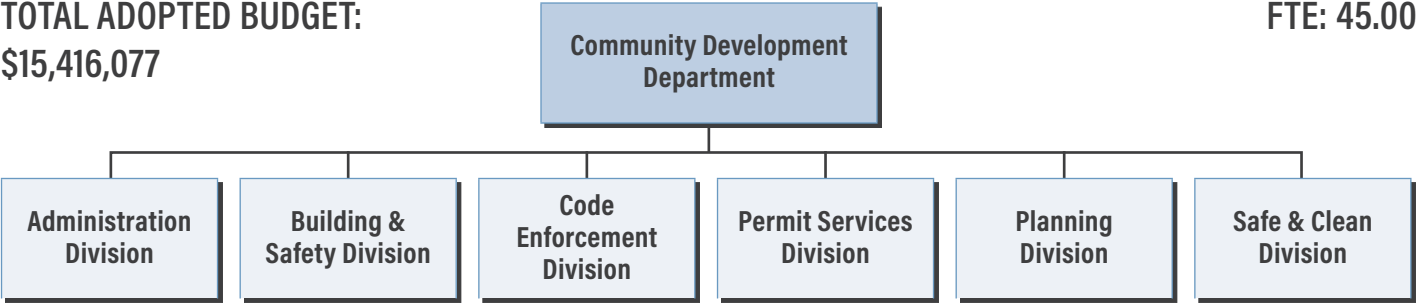 TOTAL ADOPTED BUDGET:
$15,416,077
FTE: 45.00
Community Development
Department
Administration
Division
Building &
Safety Division
Code
Enforcement
Division
Permit Services
Division
Planning
Division
Safe & Clean
Division